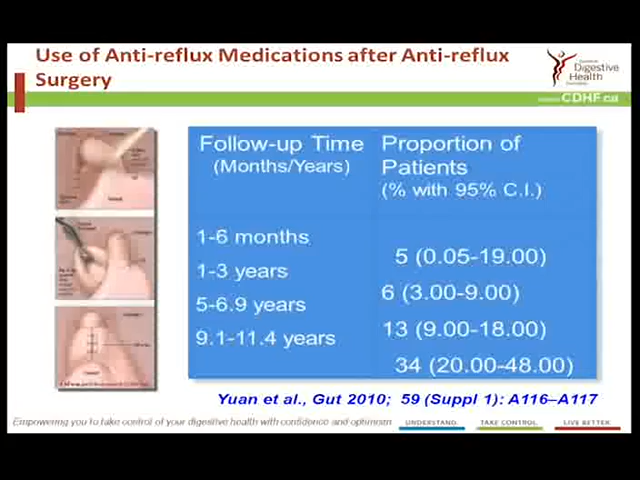 Use of Anti-reflux Medications after Anti-reflux
Surgery
Digestive
Health
CDHF.ca
Follow-up Time
(Months/Years)
Proportion of
Patients
(% with 95% C.I.)
1-6 months
5 (0.05-19.00)
1-3 years
6 (3.00-9.00)
5-6.9 years
13 (9.00-18.00)
9.1-11.4 years
34 (20.00-48.00)
Yuan et al., Gut 2010; 59 (Suppl 1): A116–A117
Empowering you to take control of your digestive health with confidence and optimism
UNDERSTAND. TAKE CONTROL. LIVE BETTER.